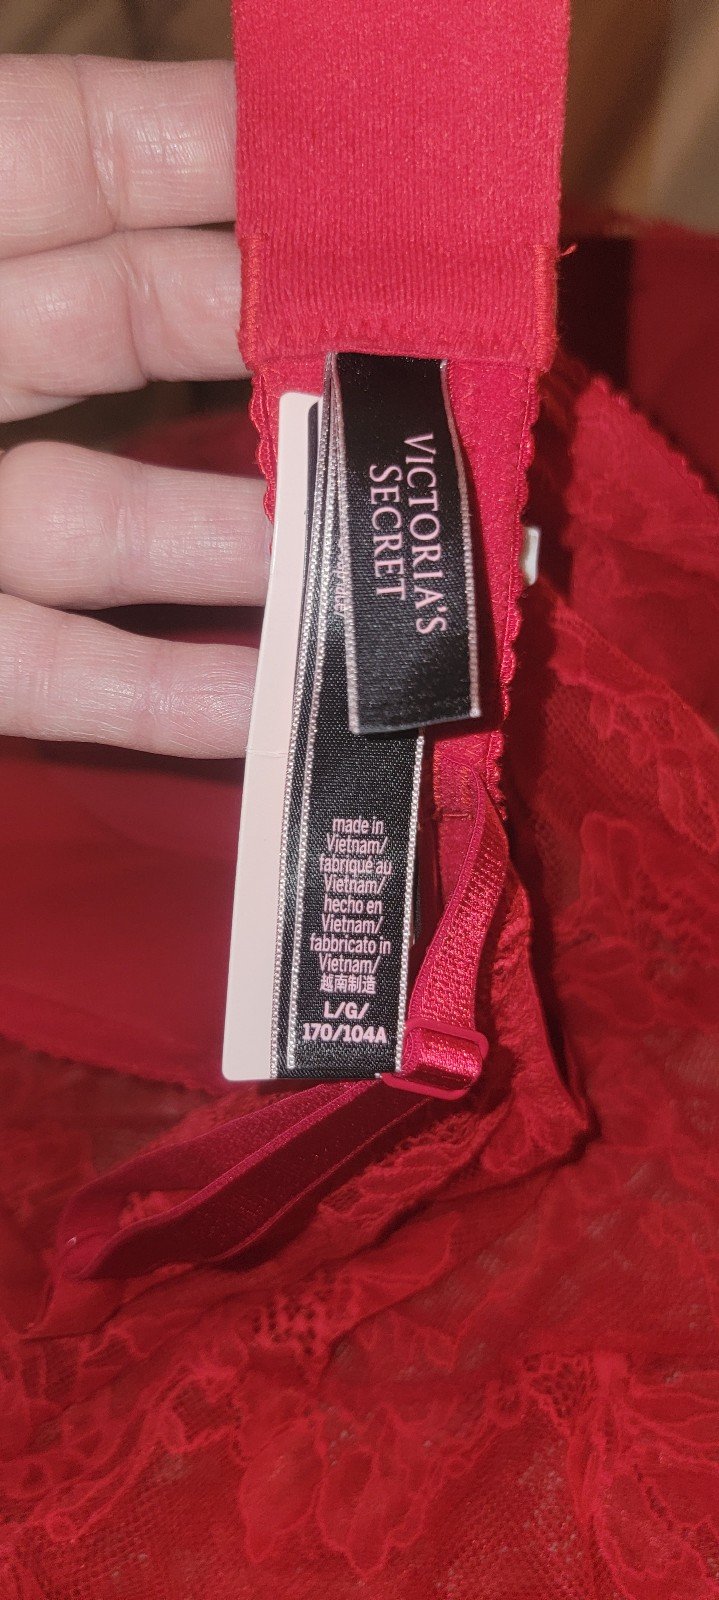 VICTORIA'S
SECRET
made in
Vietnam/
fabriqué au
Vietnam/
hecho en
Vietnam/
fabbricato in
Vietnam/
越南制造
L/G/
170/104A